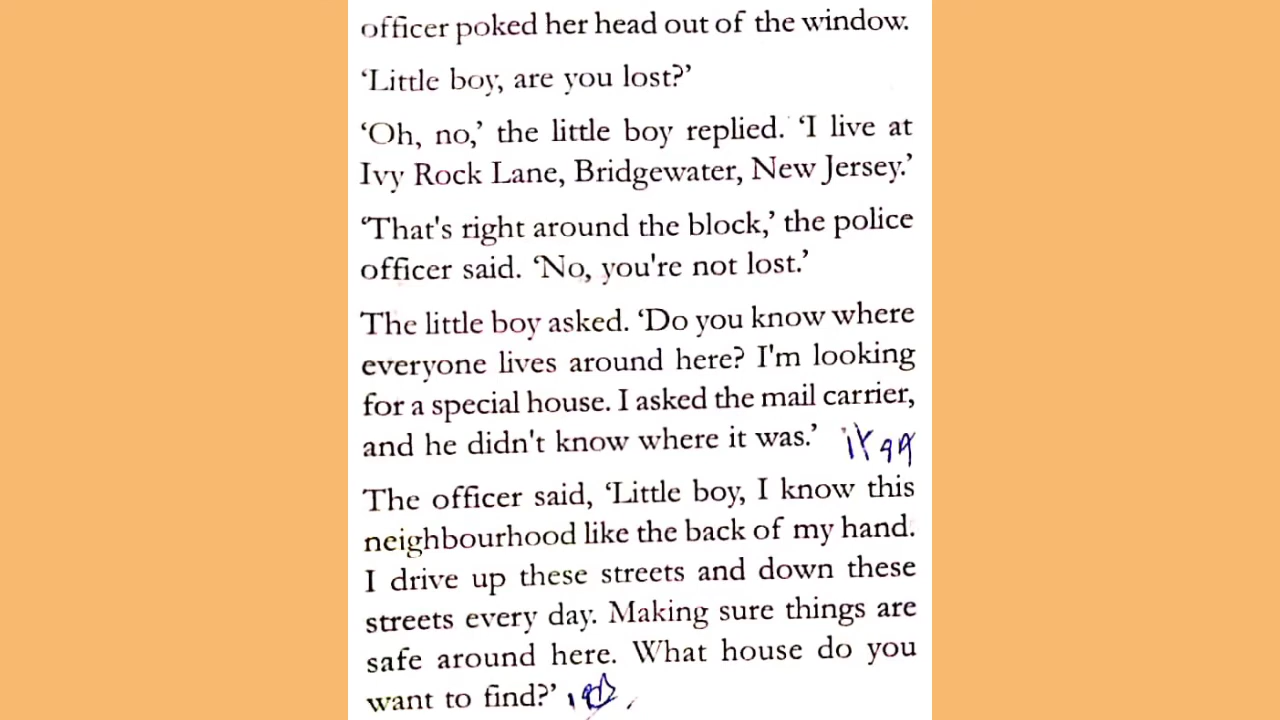 officer poked her head out of the window.
‘Little boy, are you lost?’
‘Oh, no,’ the little boy replied. ‘I live at
Ivy Rock Lane, Bridgewater, New Jersey.’
‘That's right around the block,’ the police
officer said. ‘No, you're not lost.’
The little boy asked. ‘Do you know where
everyone lives around here? I'm looking
for a special house. I asked the mail carrier,
and he didn't know where it was.’
The officer said, ‘Little boy, I know this
neighbourhood like the back of my hand.
I drive up these streets and down these
streets every day. Making sure things are
safe around here. What house do you
want to find?’